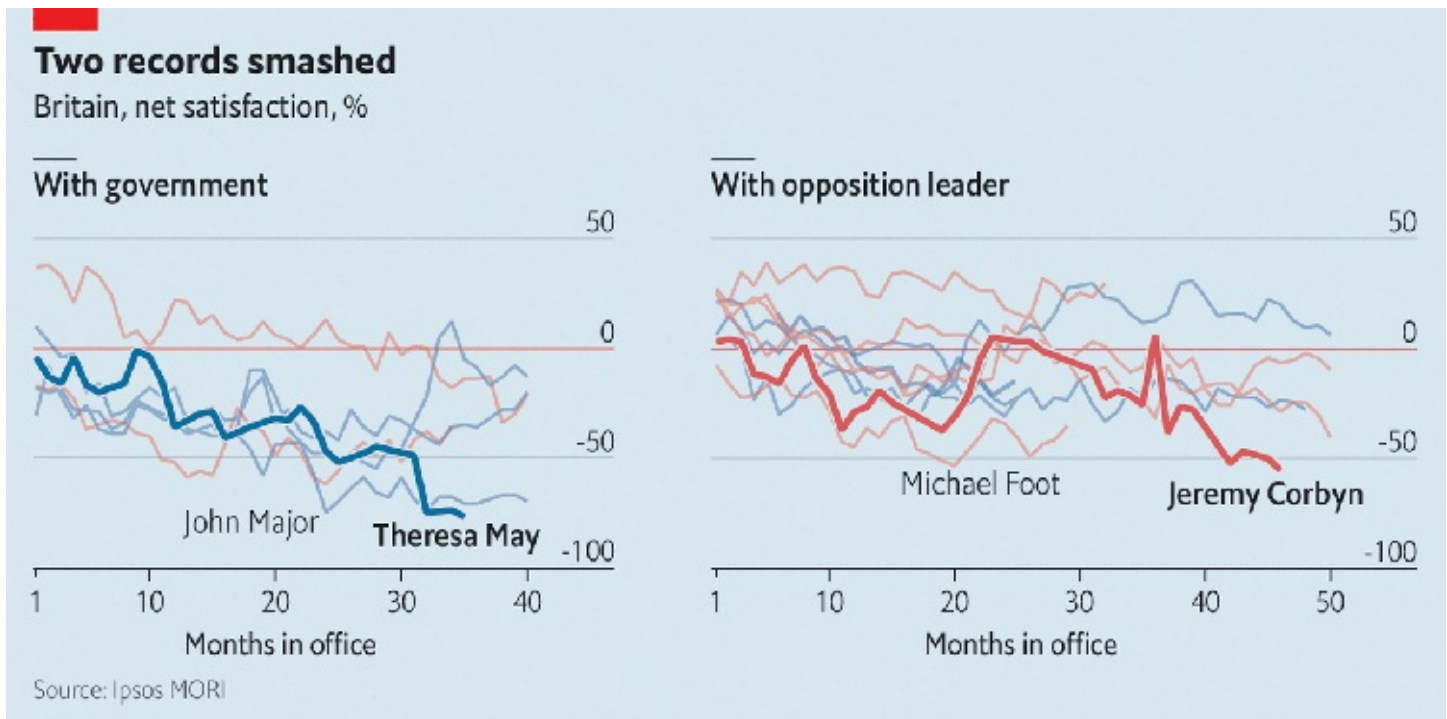 Two records smashed
Britain, net satisfaction, %
With government
50
0
-50
-100
John Major
Theresa May
1 10 20 30 40
Months in office
With opposition leader
50
0
-50
-100
Michael Foot
Jeremy Corbyn
1 10 20 30 40 50
Months in office
Source: Ipsos MORI